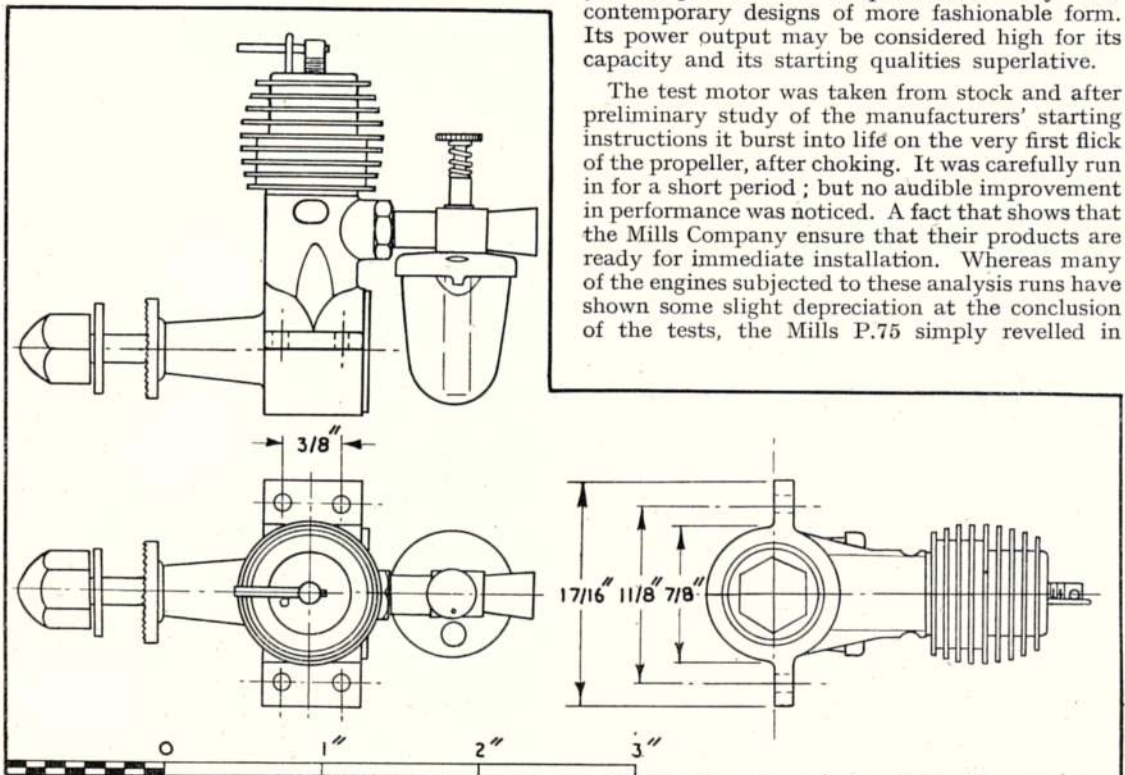 contemporary designs of more fashionable form.
Its power output may be considered high for its
capacity and its starting qualities superlative.
The test motor was taken from stock and after
preliminary study of the manufacturers' starting
instructions it burst into life on the very first flick
of the propeller, after choking. It was carefully run
in for a short period ; but no audible improvement
in performance was noticed. A fact that shows that
the Mills Company ensure that their products are
ready for immediate installation. Whereas many
of the engines subjected to these analysis runs have
shown some slight depreciation at the conclusion
of the tests, the Mills P.75 simply revelled in
3/8"
17/16" 11/8" 7/8"
0 1" 2" 3"